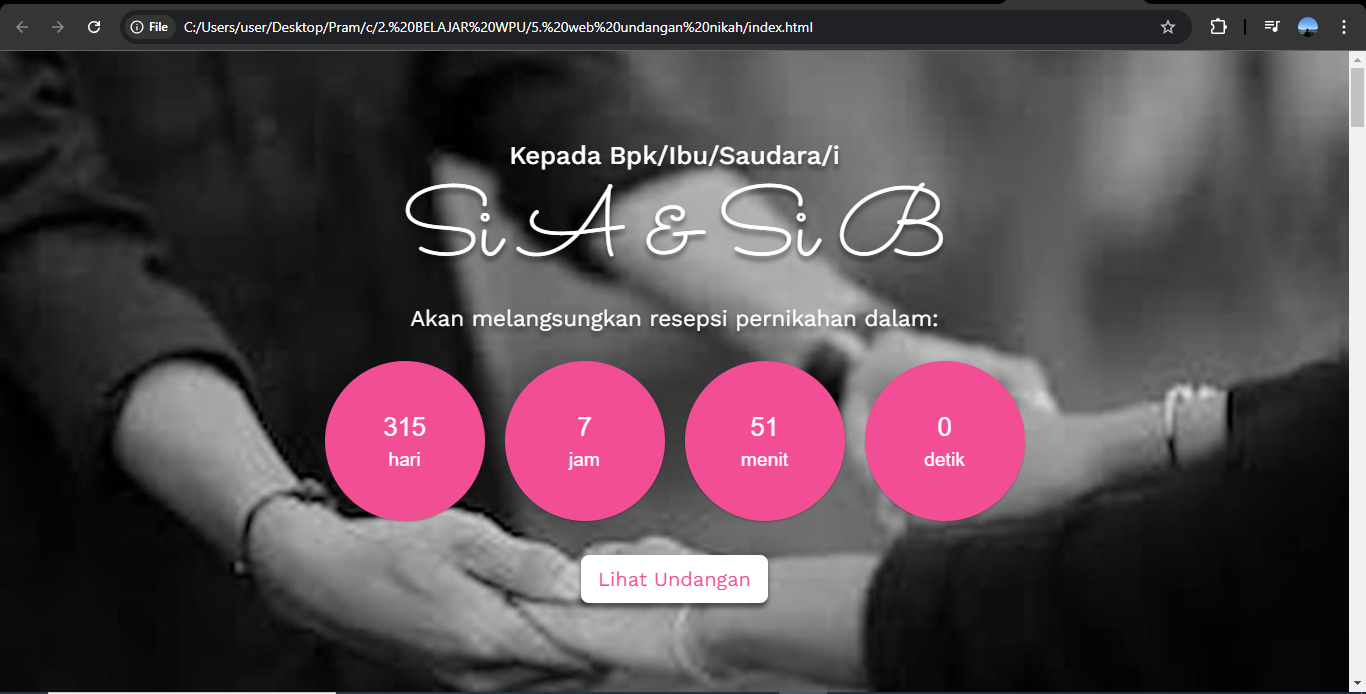 File C:/Users/user/Desktop/Pram/c/2.%20BELAJAR%20WPU/5.%20web%20undangan%20nikah/index.html
Kepada Bpk/Ibu/Saudara/i
Si A & Si B
Akan melangsungkan resepsi pernikahan dalam:
315 7 51 0
hari jam menit detik
Lihat Undangan